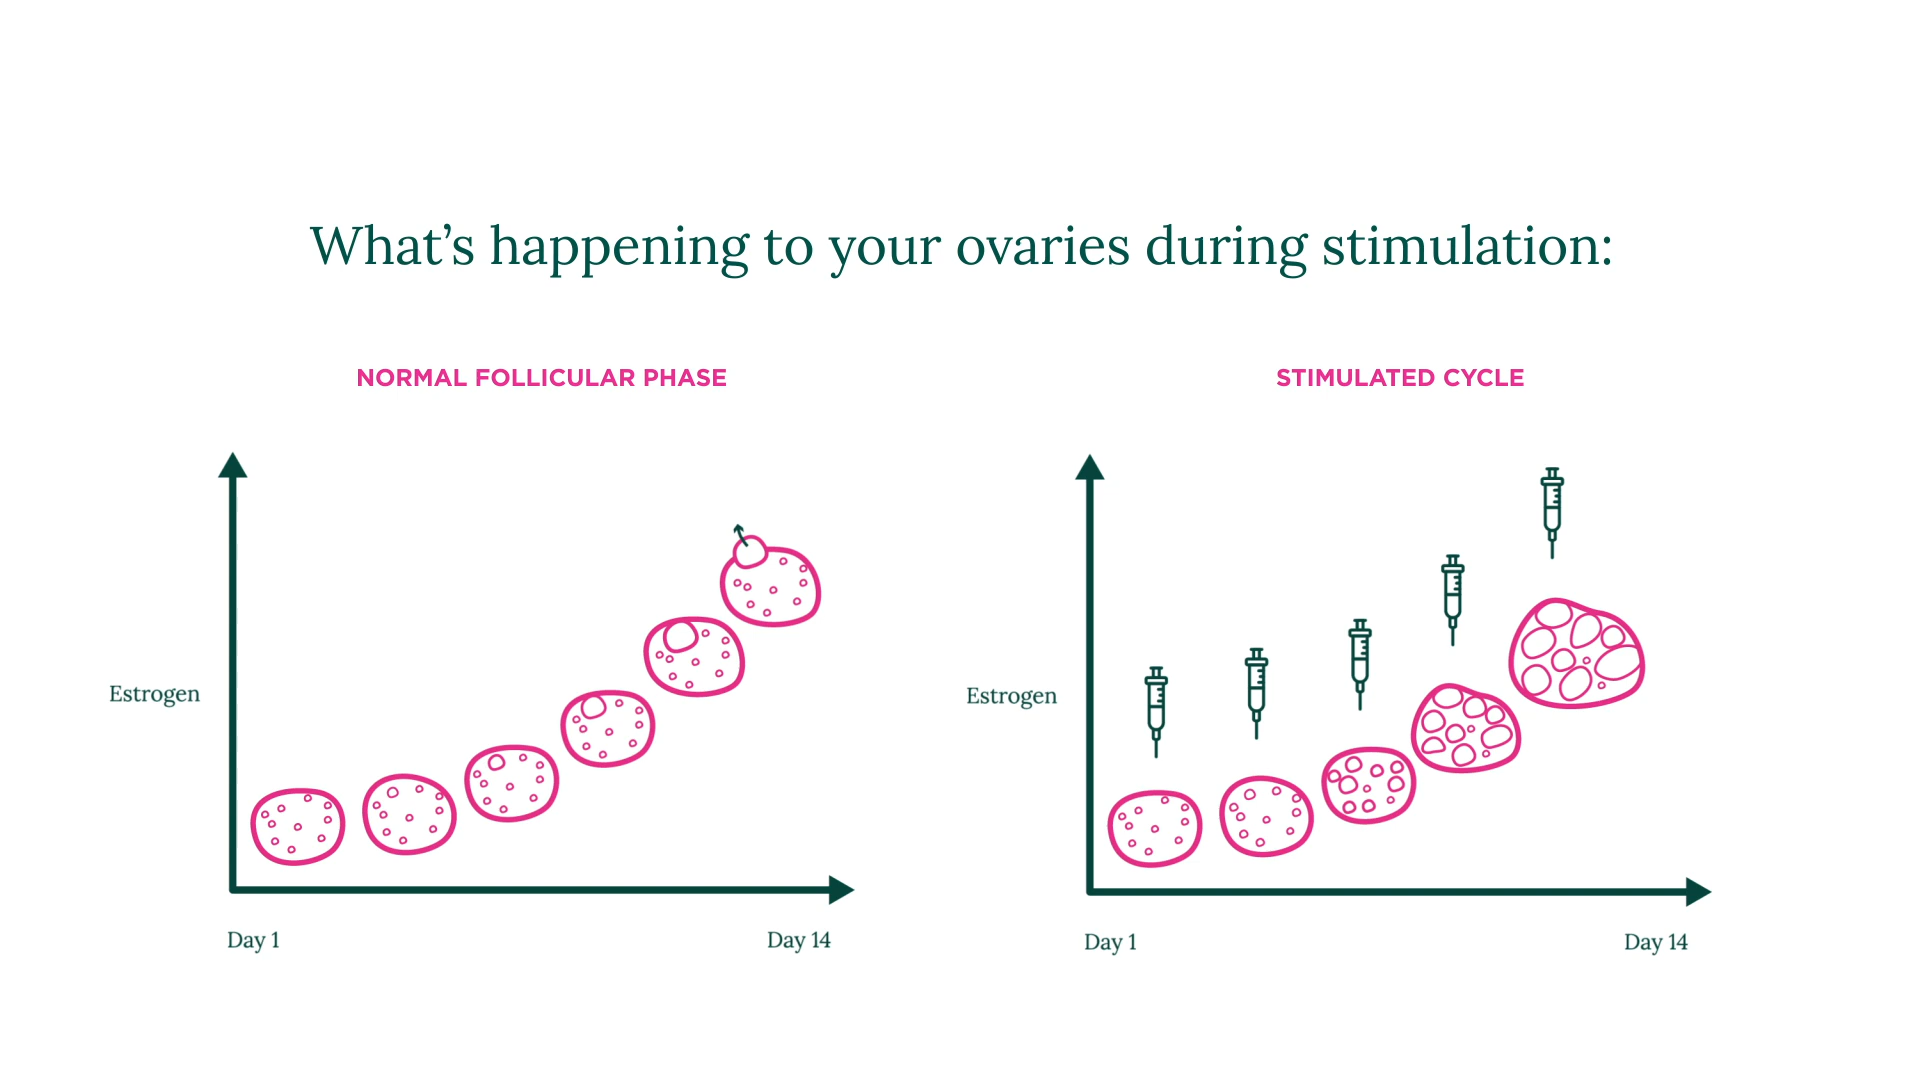 What’s happening to your ovaries during stimulation:
NORMAL FOLLICULAR PHASE
Estrogen
Day 1
Day 14
STIMULATED CYCLE
Estrogen
Day 1
Day 14